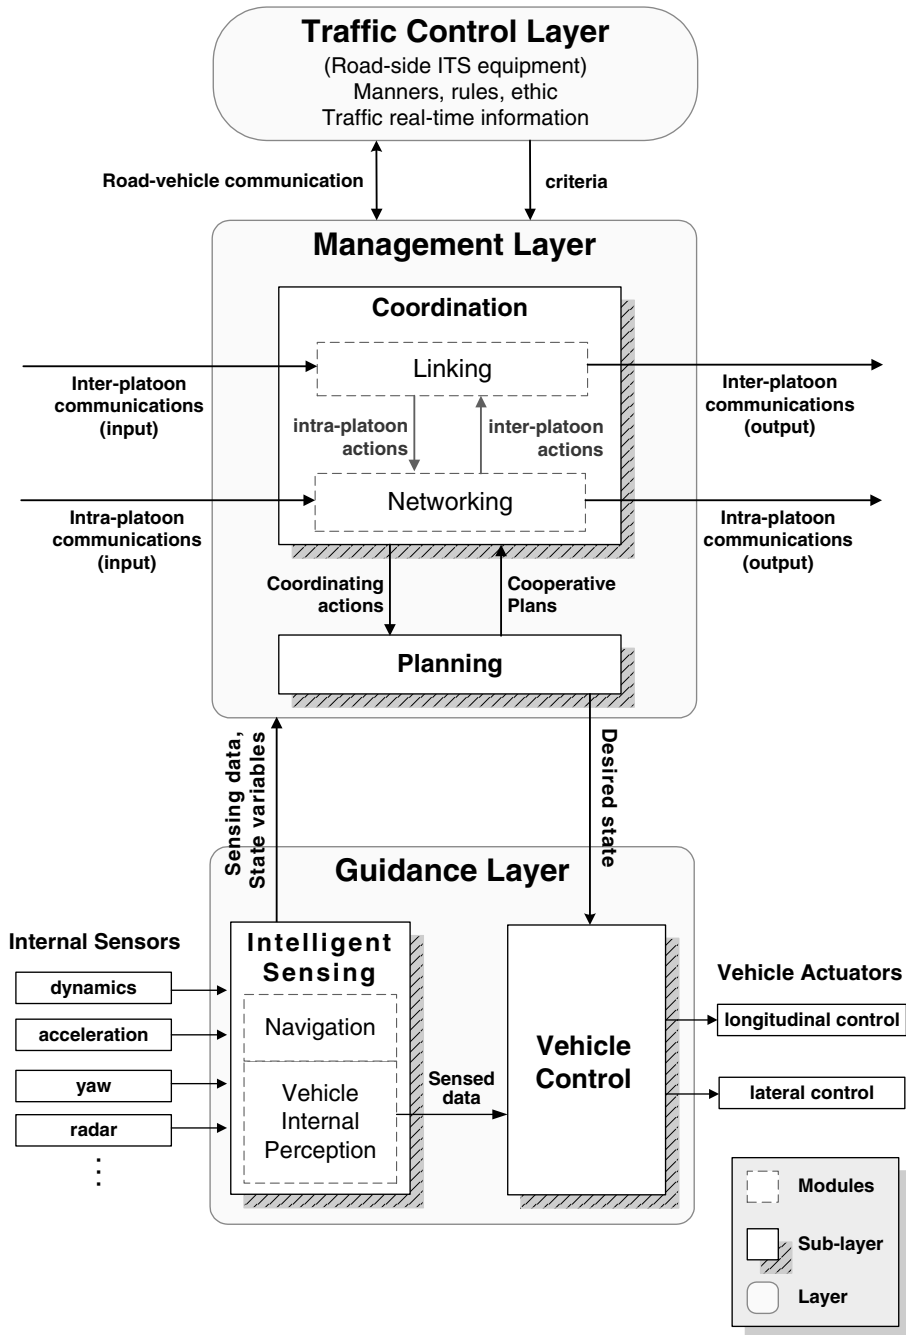 Traffic Control Layer
(Road-side ITS equipment)
Manners, rules, ethic
Traffic real-time information
Road-vehicle communication
criteria
Management Layer
Coordination
Linking
Inter-platoon
communications
(input)
Inter-platoon
communications
(output)
intra-platoon
actions
inter-platoon
actions
Networking
Intra-platoon
communications
(input)
Intra-platoon
communications
(output)
Coordinating
actions
Cooperative
Plans
Planning
Sensing data,
State variables
Desired state
Guidance Layer
Internal Sensors
dynamics
acceleration
yaw
radar
Intelligent
Sensing
Navigation
Vehicle
Internal
Perception
Sensed
data
Vehicle
Control
Vehicle Actuators
longitudinal control
lateral control
Modules
Sub-layer
Layer